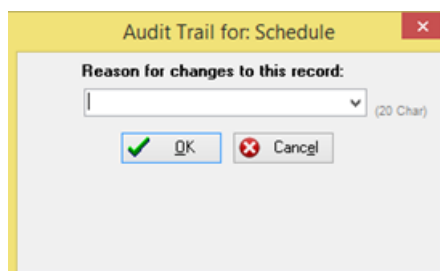 Audit Trail for: Schedule
Reason for changes to this record:
(20 Char)
OK
Cancel